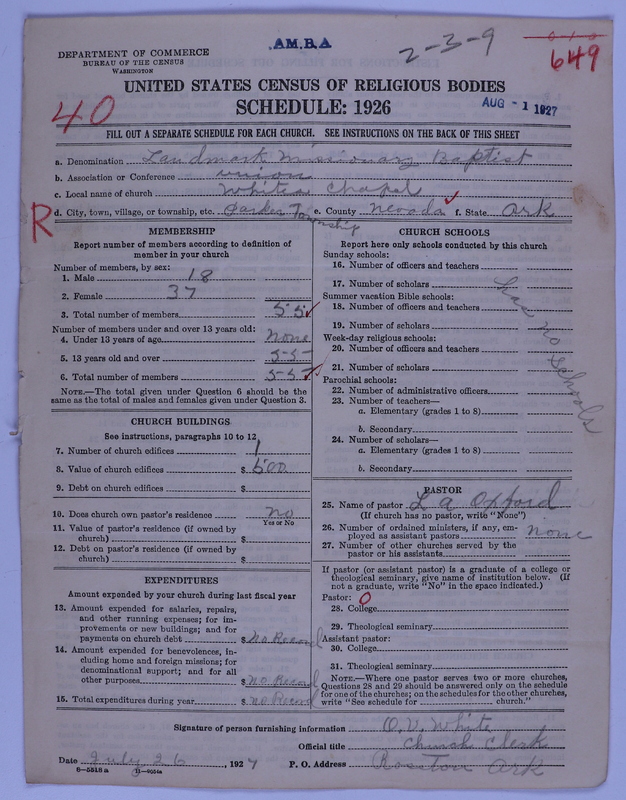 A.M.B.A
2-3-9
649
DEPARTMENT OF COMMERCE
BUREAU OF THE CENSUS
WASHINGTON
UNITED STATES CENSUS OF RELIGIOUS BODIES
SCHEDULE: 1926
AUG -1 1927
40
FILL OUT A SEPARATE SCHEDULE FOR EACH CHURCH. SEE INSTRUCTIONS ON THE BACK OF THIS SHEET
a. Denomination Landmark Missionary Baptist
b. Association or Conference union
c. Local name of church Whites Chapel
d. City, town, village, or township, etc. Parker Township e. County Nevada f. State Ark
R
MEMBERSHIP
Report number of members according to definition of
member in your church
Number of members, by sex:
1. Male 18
2. Female 37
3. Total number of members 55
Number of members under and over 13 years old:
4. Under 13 years of age None
5. 13 years old and over 55
6. Total number of members 55
NOTE.—The total given under Question 6 should be
same as the total of males and females given under Question 3.
CHURCH BUILDINGS
See instructions, paragraphs 10 to 12
7. Number of church edifices 1
8. Value of church edifices $ 500
9. Debt on church edifices $
10. Does church own pastor's residence no
Yes or No
11. Value of pastor's residence (if owned by
church) $
12. Debt on pastor's residence (if owned by
church) $
EXPENDITURES
Amount expended by your church during last fiscal year
13. Amount expended for salaries, repairs,
and other running expenses; for im-
provements or new buildings; and for
payments on church debt $ no Record
14. Amount expended for benevolences, in-
cluding home and foreign missions; for
denominational support; and for all
other purposes $ no Record
15. Total expenditures during year $ no Record
CHURCH SCHOOLS
Report here only schools conducted by this church
Sunday schools:
16. Number of officers and teachers
17. Number of scholars
Summer vacation Bible schools:
18. Number of officers and teachers
19. Number of scholars
Week-day religious schools:
20. Number of officers and teachers
21. Number of scholars
Parochial schools:
22. Number of administrative officers
23. Number of teachers—
a. Elementary (grades 1 to 8)
b. Secondary
24. Number of scholars—
a. Elementary (grades 1 to 8)
b. Secondary
has no schools
PASTOR
25. Name of pastor L a Oxford
(If church has no pastor, write "None")
26. Number of ordained ministers, if any, em-
ployed as assistant pastors none
27. Number of other churches served by the
pastor or his assistants
If pastor (or assistant pastor) is a graduate of a college or
theological seminary, give name of institution below. (If
not a graduate, write "No" in the space indicated.)
Pastor: 0
28. College
29. Theological seminary
Assistant pastor:
30. College
31. Theological seminary
NOTE.—Where one pastor serves two or more churches,
Questions 28 and 29 should be answered only on the schedule
for one of the churches; on the schedules for the other churches,
write "See schedule for church."
Signature of person furnishing information O. V. White
Official title Church Clerk
Date July 26, 1927 P. O. Address Rosston Ark
8—5518 a 11—9054a